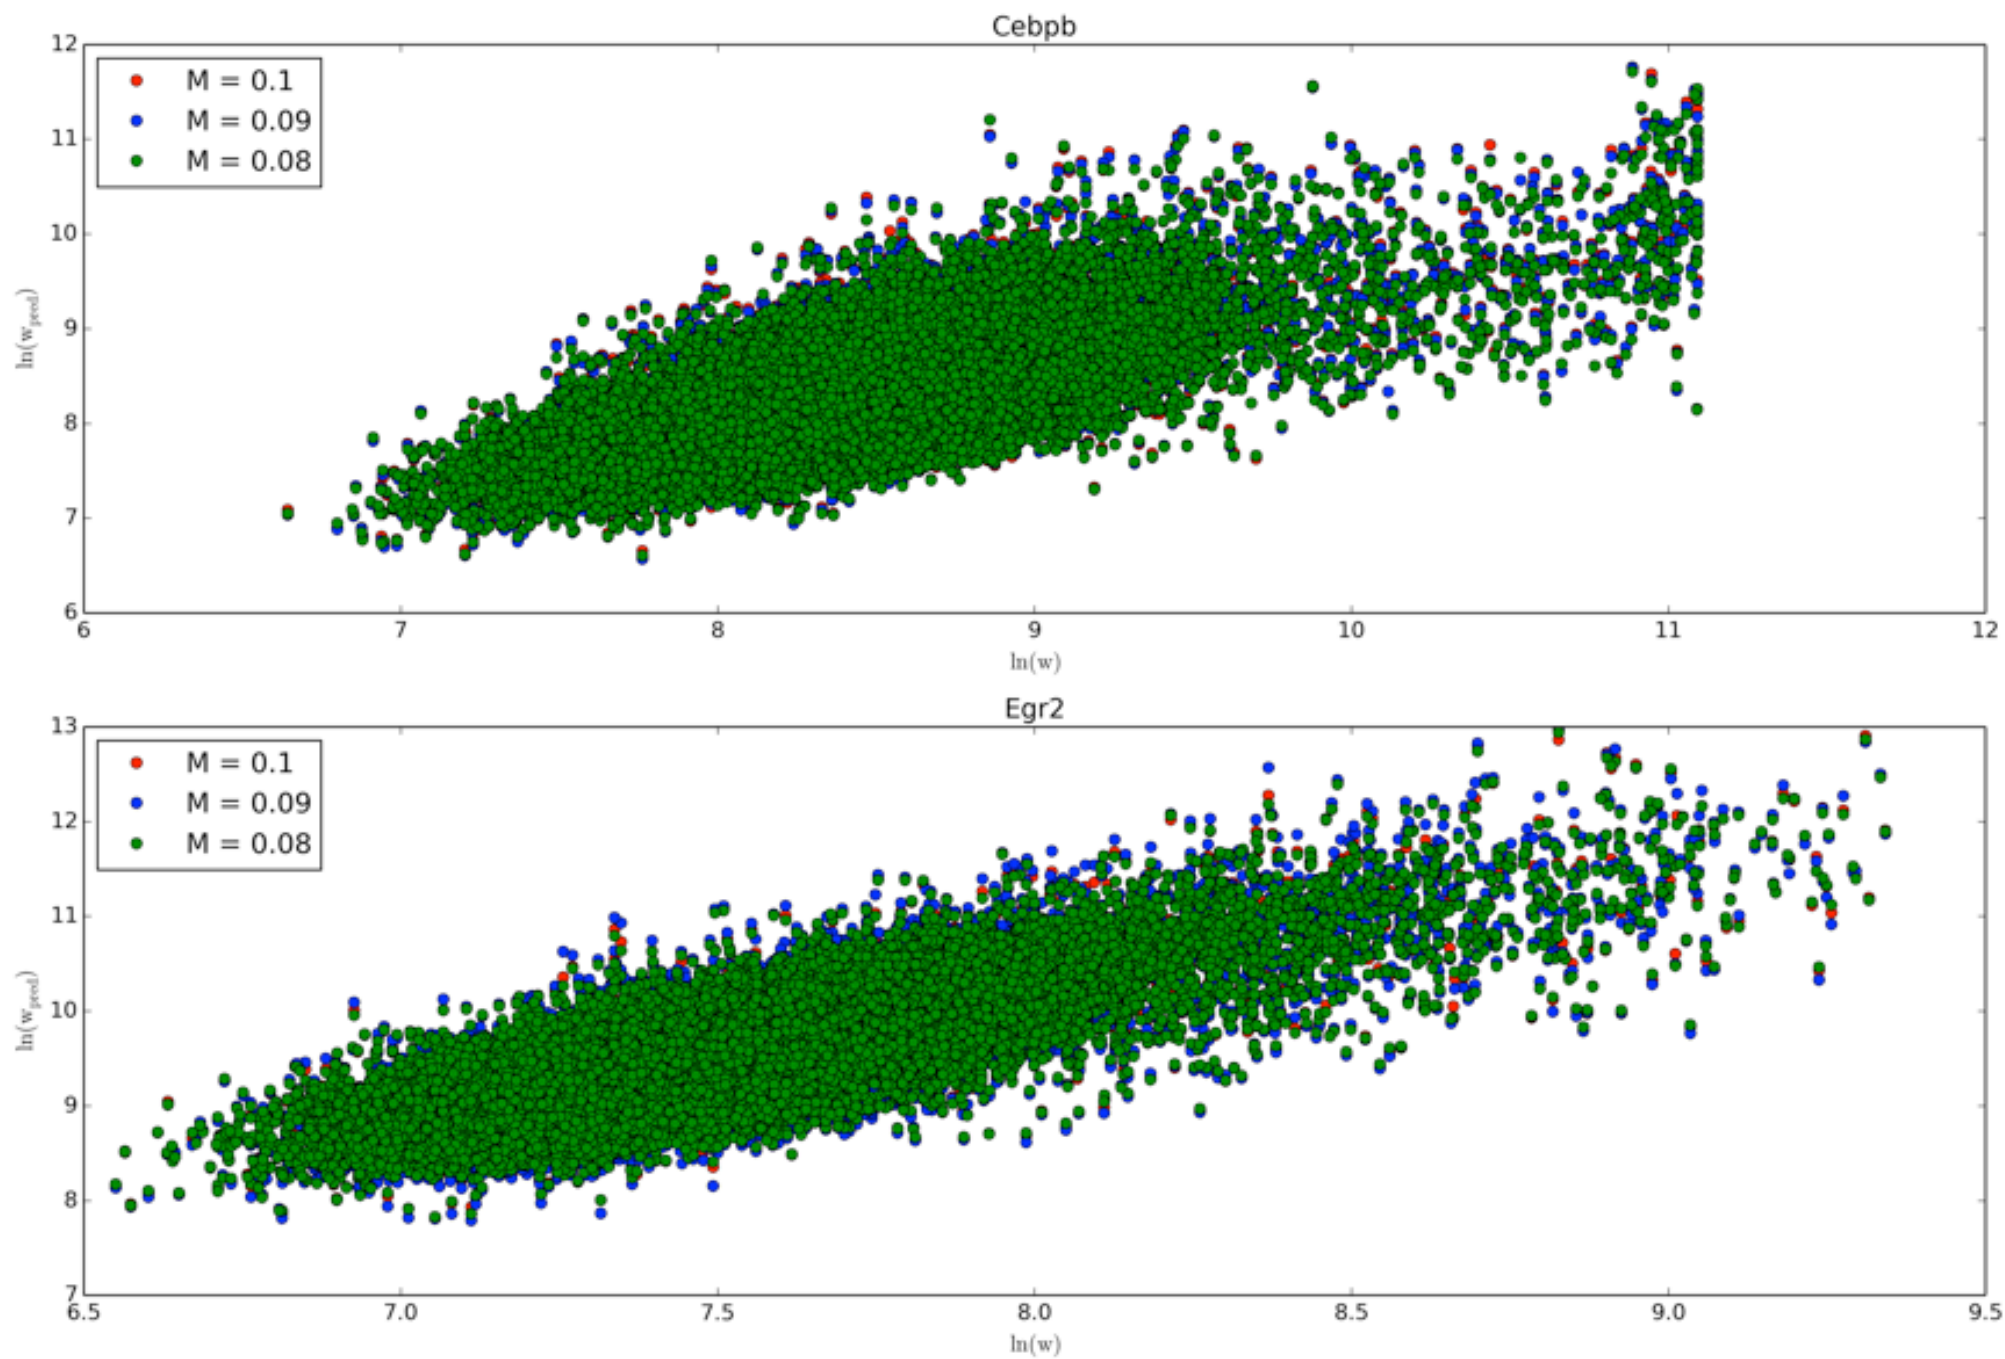 Cebpb
12
M = 0.1
M = 0.09
11
M = 0.08
10
9
ln(w_pred)
8
7
6
6 7 8 9 10 11 12
ln(w)
Egr2
13
M = 0.1
M = 0.09
12
M = 0.08
11
10
ln(w_pred)
9
8
7
6.5 7.0 7.5 8.0 8.5 9.0 9.5
ln(w)